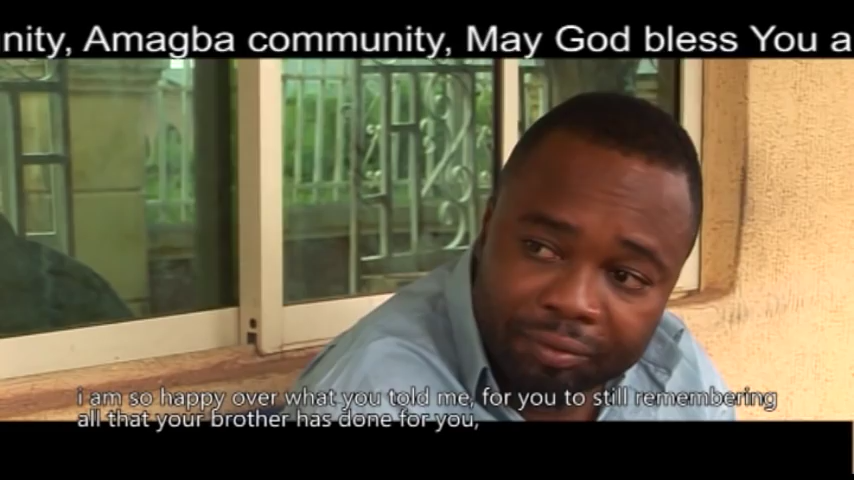 nity, Amagba community, May God bless You a
i am so happy over what you told me, for you to still remembering
all that your brother has done for you,